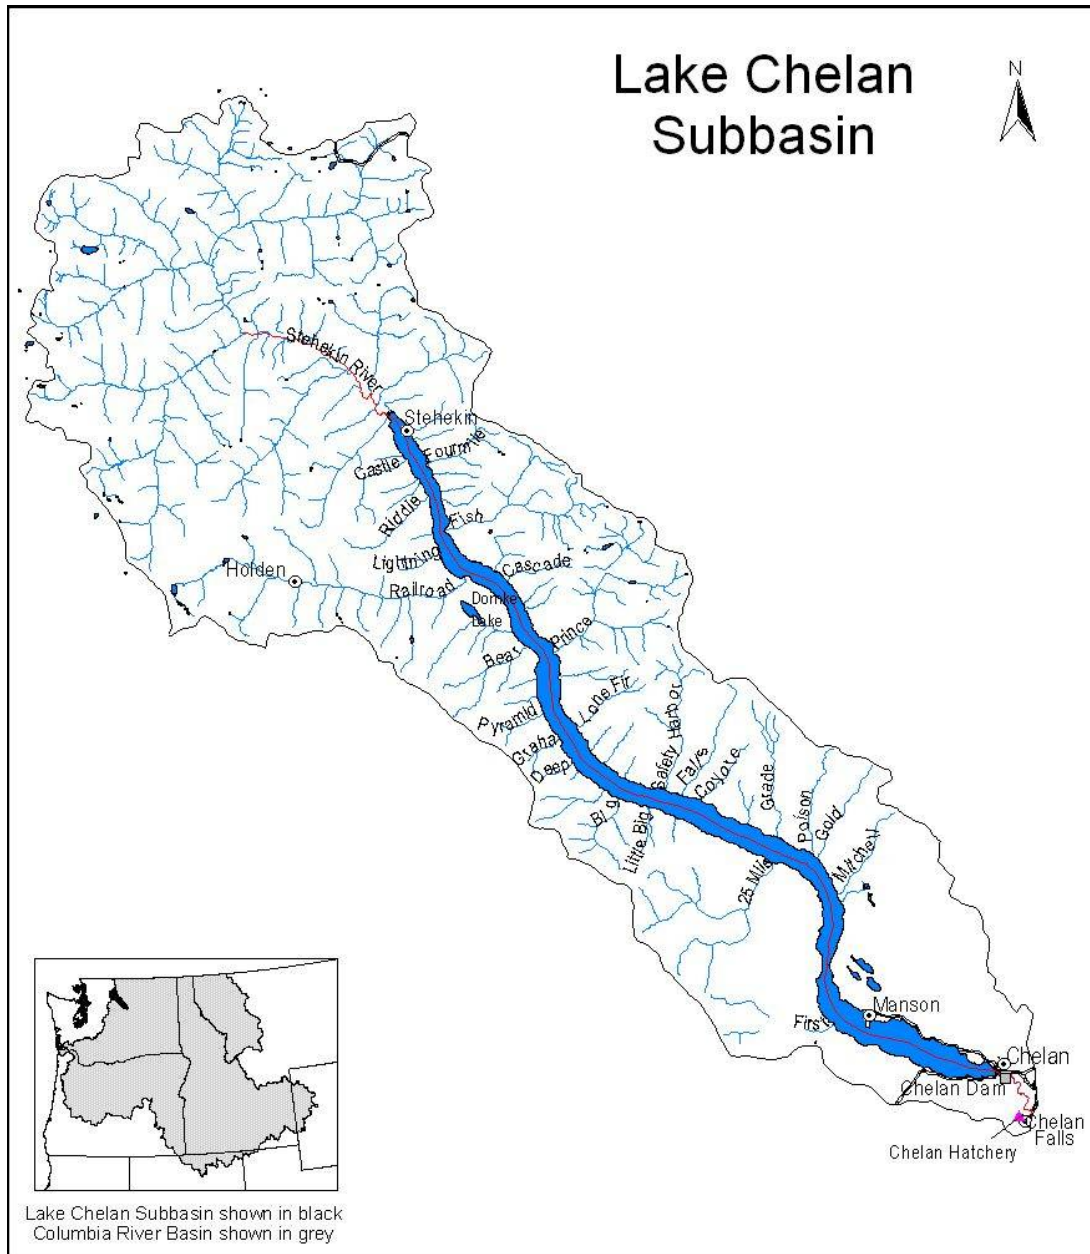 Lake Chelan
Subbasin
N
Stehekin River
Stehekin
Fourmile
Castle
Riddle
Fish
Lightning
Holden
Cascade
Railroad
Domke
Lake
Prince
Bear
Lone Fir
Safety Harbor
Pyramid
Graha
Falls
Coyote
Deep
Grade
Big
Poison
Gold
Little Big
Mitchell
25 Mile
Manson
First
Chelan
Chelan Dam
Chelan
Falls
Chelan Hatchery
Lake Chelan Subbasin shown in black
Columbia River Basin shown in grey